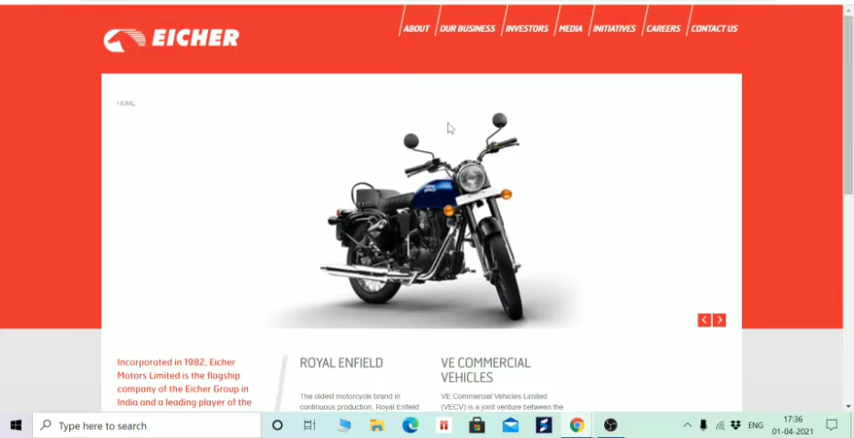 EICHER
ABOUT
OUR BUSINESS
INVESTORS
MEDIA
INITIATIVES
CAREERS
CONTACT US
HOME
Incorporated in 1982, Eicher
Motors Limited is the flagship
company of the Eicher Group in
India and a leading player of the
ROYAL ENFIELD
The oldest motorcycle brand in
continuous production, Royal Enfield
VE COMMERCIAL
VEHICLES
VE Commercial Vehicles Limited
(VECV) is a joint venture between the
Type here to search
ENG
17:36
01-04-2021